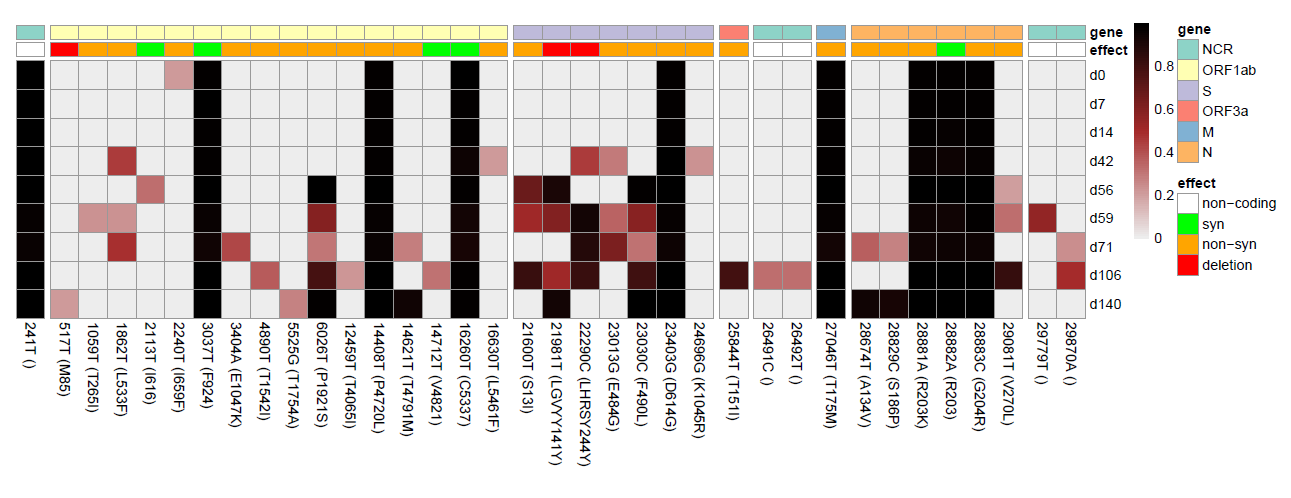 gene
effect
d0
d7
d14
d42
d56
d59
d71
d106
d140
0.8
0.6
0.4
0.2
0
gene
NCR
ORF1ab
S
ORF3a
M
N
effect
non−coding
syn
non−syn
deletion
241T ()
517T (M85)
1059T (T265I)
1862T (L533F)
2113T (I616)
2240T (I659F)
3037T (F924)
3404A (E1047K)
4890T (T1542I)
5525G (T1754A)
6026T (P1921S)
12459T (T4065I)
14408T (P4720L)
14621T (T4791M)
14712T (V4821)
16260T (C5337)
16630T (L5461F)
21600T (S13I)
21981T (LGVYY141Y)
22290C (LHRSY244Y)
23013G (E484G)
23030C (F490L)
23403G (D614G)
24696G (K1045R)
25844T (T151I)
26491C ()
26492T ()
27046T (T175M)
28674T (A134V)
28829C (S186P)
28881A (R203K)
28882A (R203)
28883C (G204R)
29081T (V270L)
29779T ()
29870A ()